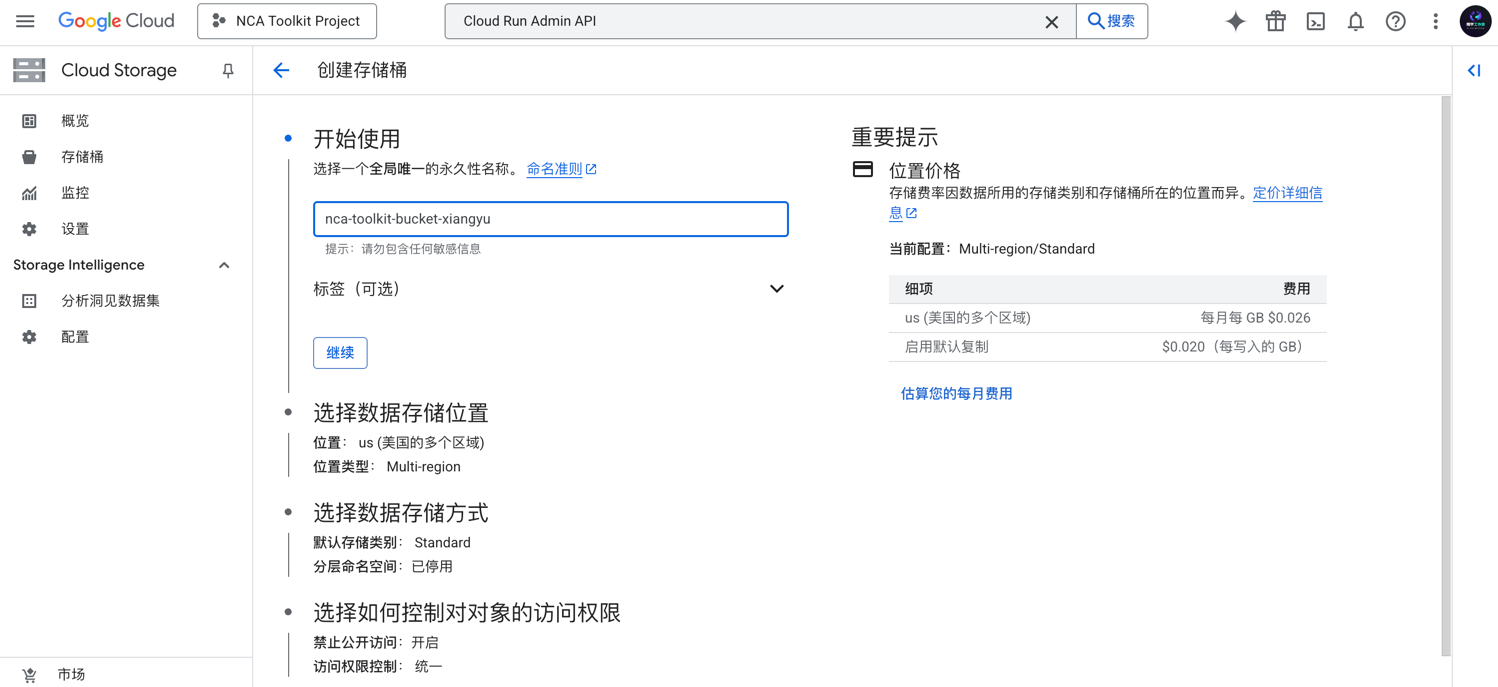 Google Cloud
NCA Toolkit Project
Cloud Run Admin API
搜索
Cloud Storage
概览
存储桶
监控
设置
Storage Intelligence
分析洞见数据集
配置
市场
创建存储桶
开始使用
选择一个全局唯一的永久性名称。 命名准则
nca-toolkit-bucket-xiangyu
提示：请勿包含任何敏感信息
标签（可选）
继续
选择数据存储位置
位置： us (美国的多个区域)
位置类型： Multi-region
选择数据存储方式
默认存储类别： Standard
分层命名空间：已停用
选择如何控制对对象的访问权限
禁止公开访问：开启
访问权限控制： 统一
重要提示
位置价格
存储费率因数据所用的存储类别和存储桶所在的位置而异。定价详细信
息
当前配置：Multi-region/Standard
细项 费用
us (美国的多个区域) 每月每 GB $0.026
启用默认复制 $0.020（每写入的 GB）
估算您的每月费用